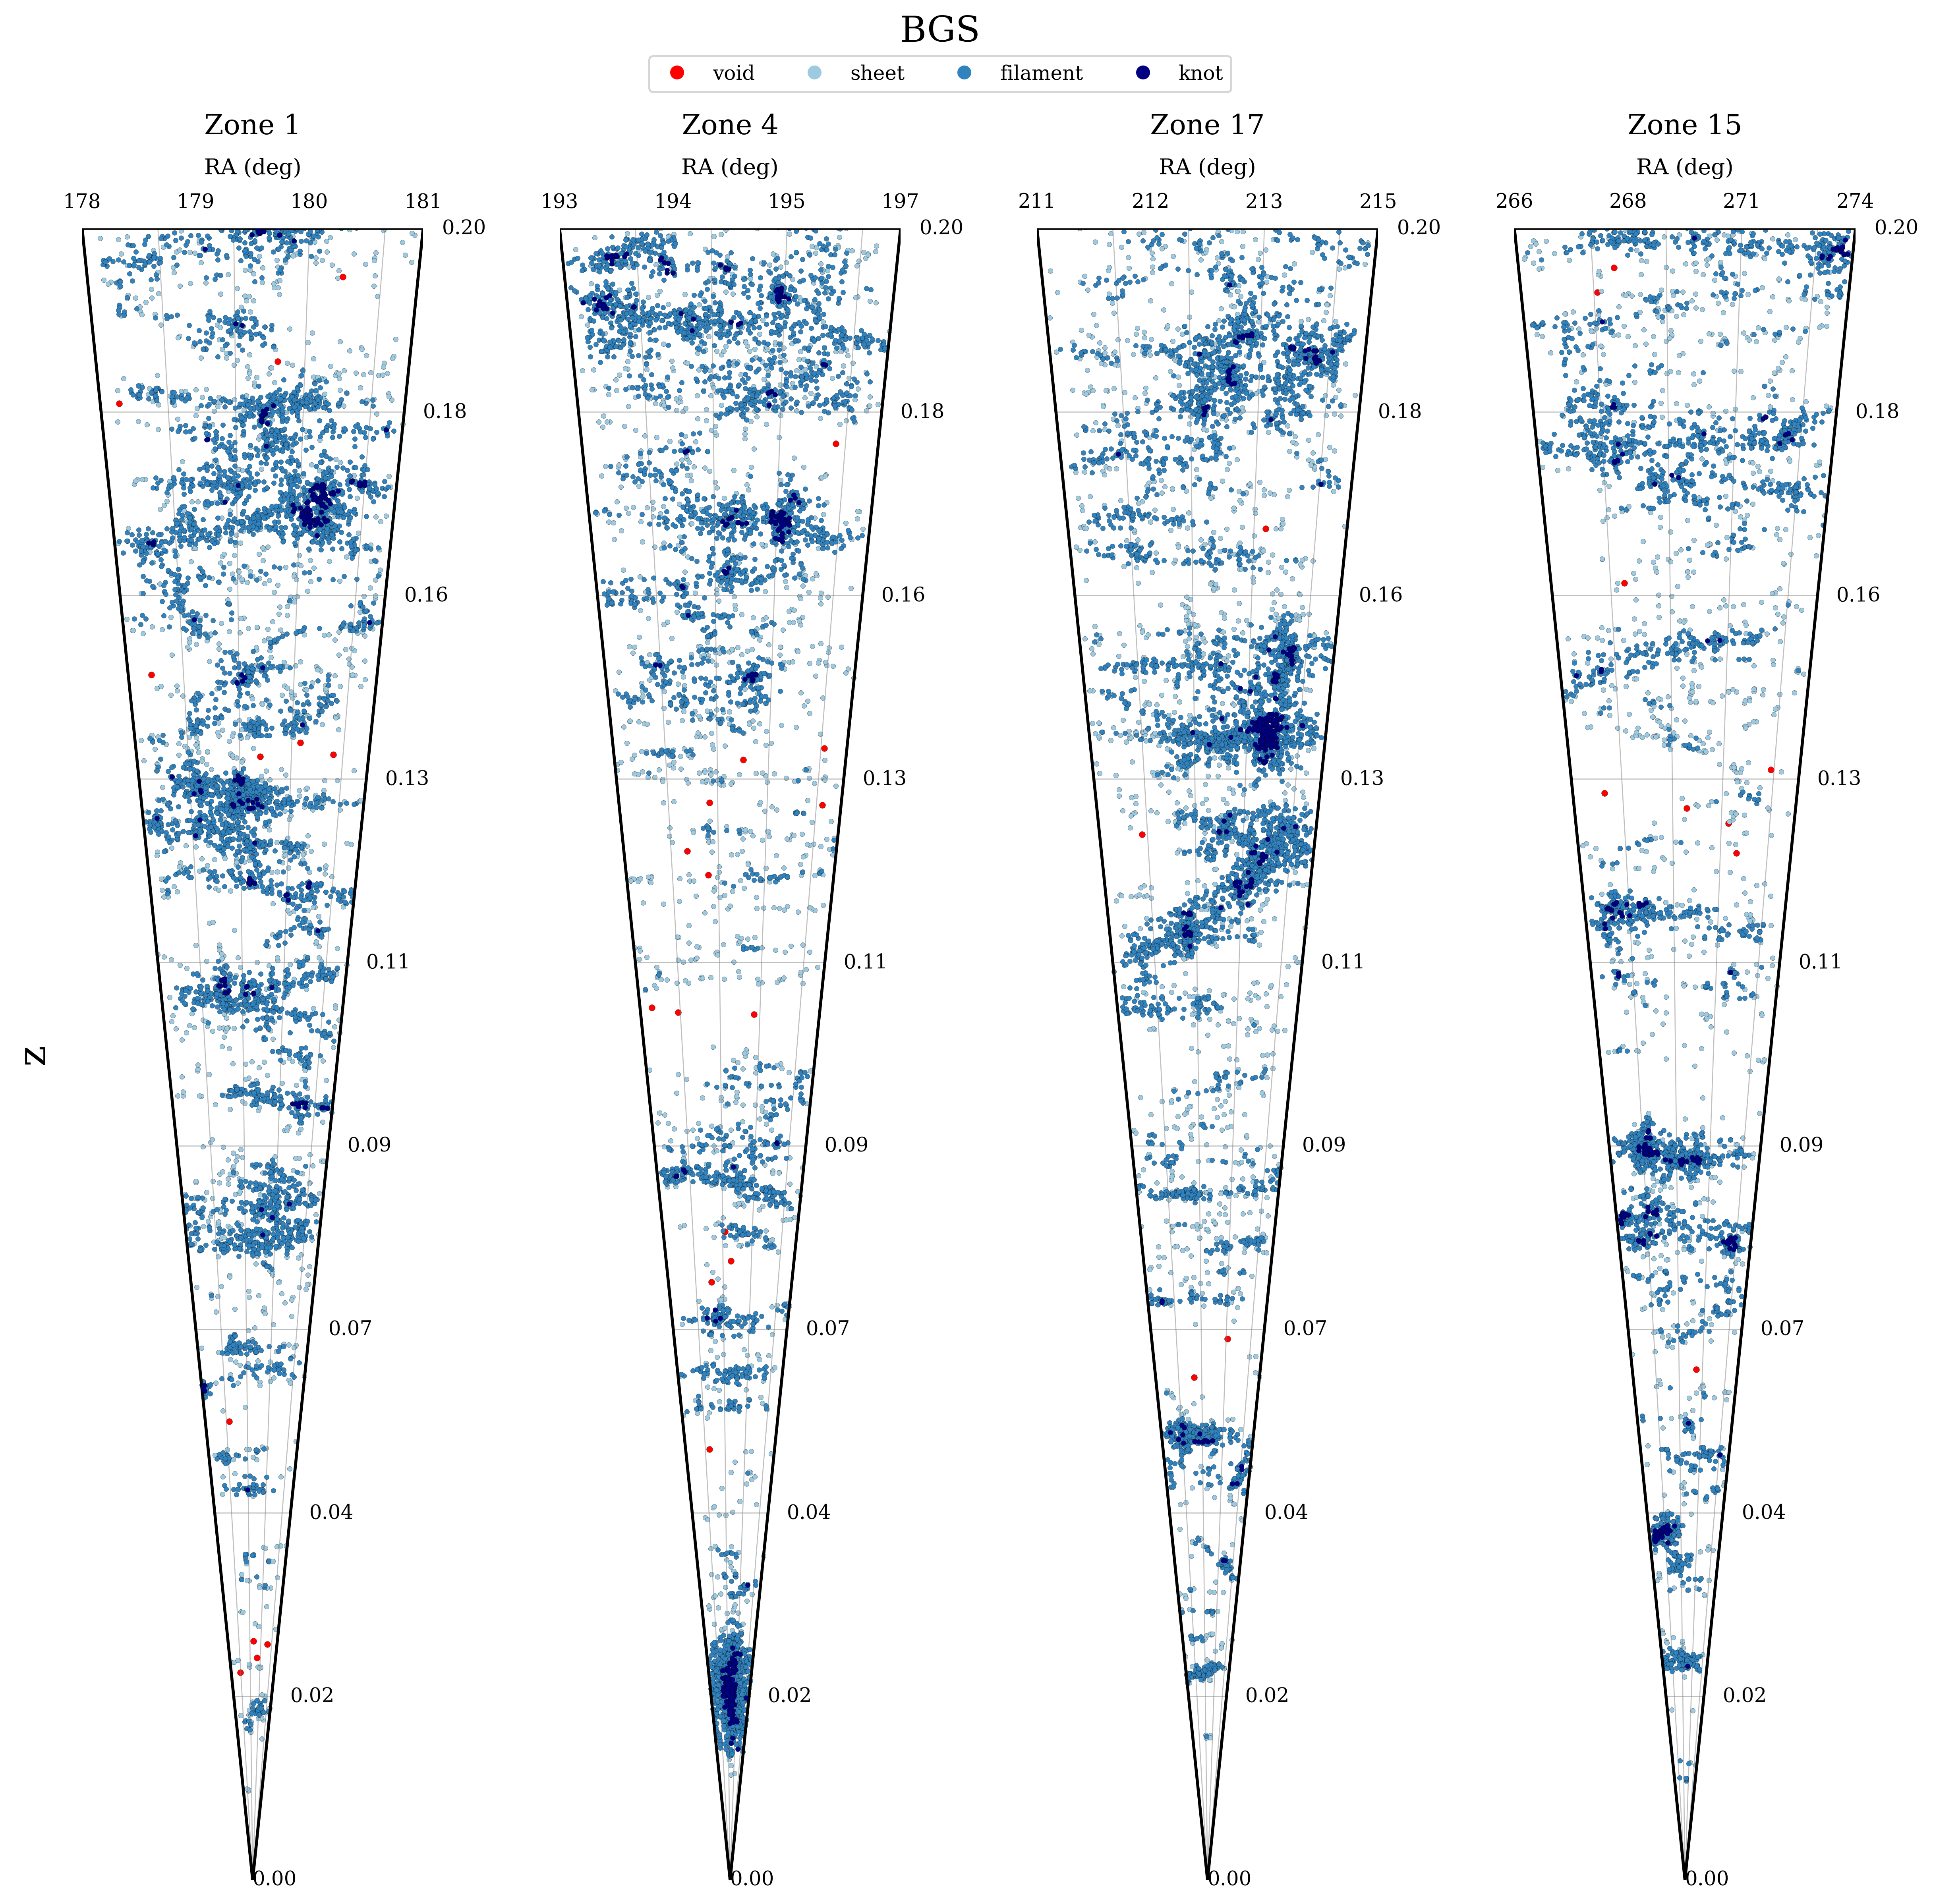 BGS
void sheet filament knot
Zone 1 Zone 4 Zone 17 Zone 15
RA (deg) RA (deg) RA (deg) RA (deg)
178 179 180 181 193 194 195 197 211 212 213 215 266 268 271 274
0.20 0.20 0.20 0.20
0.18 0.18 0.18 0.18
0.16 0.16 0.16 0.16
0.13 0.13 0.13 0.13
0.11 0.11 0.11 0.11
z
0.09 0.09 0.09 0.09
0.07 0.07 0.07 0.07
0.04 0.04 0.04 0.04
0.02 0.02 0.02 0.02
0.00 0.00 0.00 0.00